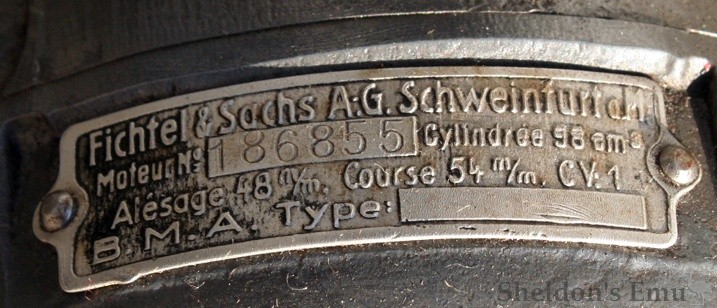 Fichtel & Sachs A.-G. Schweinfurt a/M
Moteur No 186855 Cylindrée 98 cm³
Alésage 48 m/m. Course 54 m/m. CV: 1
B.M.A Type:
Sheldon's Emu